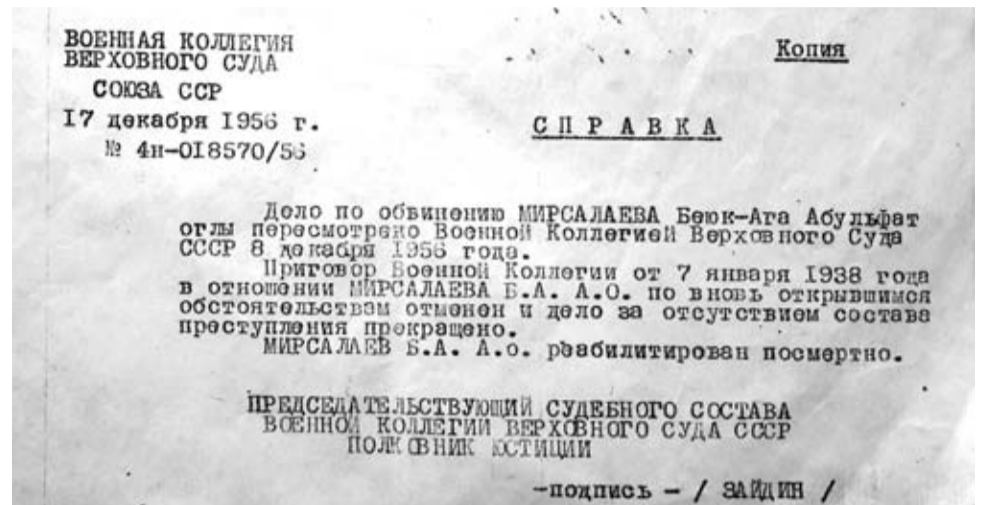 ВОЕННАЯ КОЛЛЕГИЯ
ВЕРХОВНОГО СУДА
СОЮЗА ССР
17 декабря 1956 г.
№ 4н-018570/56
Копия
СПРАВКА
Дело по обвинению МИРСАЛАЕВА Беюк-Ага Абульфат
оглы пересмотрено Военной Коллегией Верховного Суда
СССР 8 декабря 1956 года.
Приговор Военной Коллегии от 7 января 1938 года
в отношении МИРСАЛАЕВА Б.А. А.О. по вновь открывшимся
обстоятельствам отменен и дело за отсутствием состава
преступления прекращено.
МИРСАЛАЕВ Б.А. А.о. реабилитирован посмертно.
ПРЕДСЕДАТЕЛЬСТВУЮЩИЙ СУДЕБНОГО СОСТАВА
ВОЕННОЙ КОЛЛЕГИИ ВЕРХОВНОГО СУДА СССР
ПОЛКОВНИК ЮСТИЦИИ
-подпись - / ЗАЙДИН /